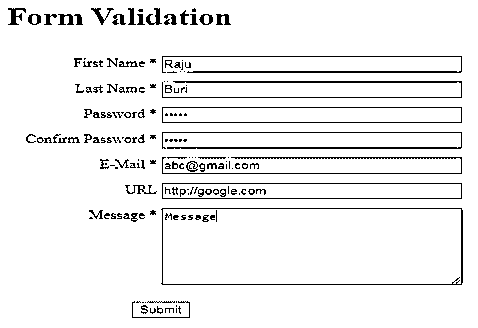 Form Validation
First Name * Raju
Last Name * Buri
Password * •••••
Confirm Password * •••••
E-Mail * abc@gmail.com
URL http://google.com
Message * Message
Submit